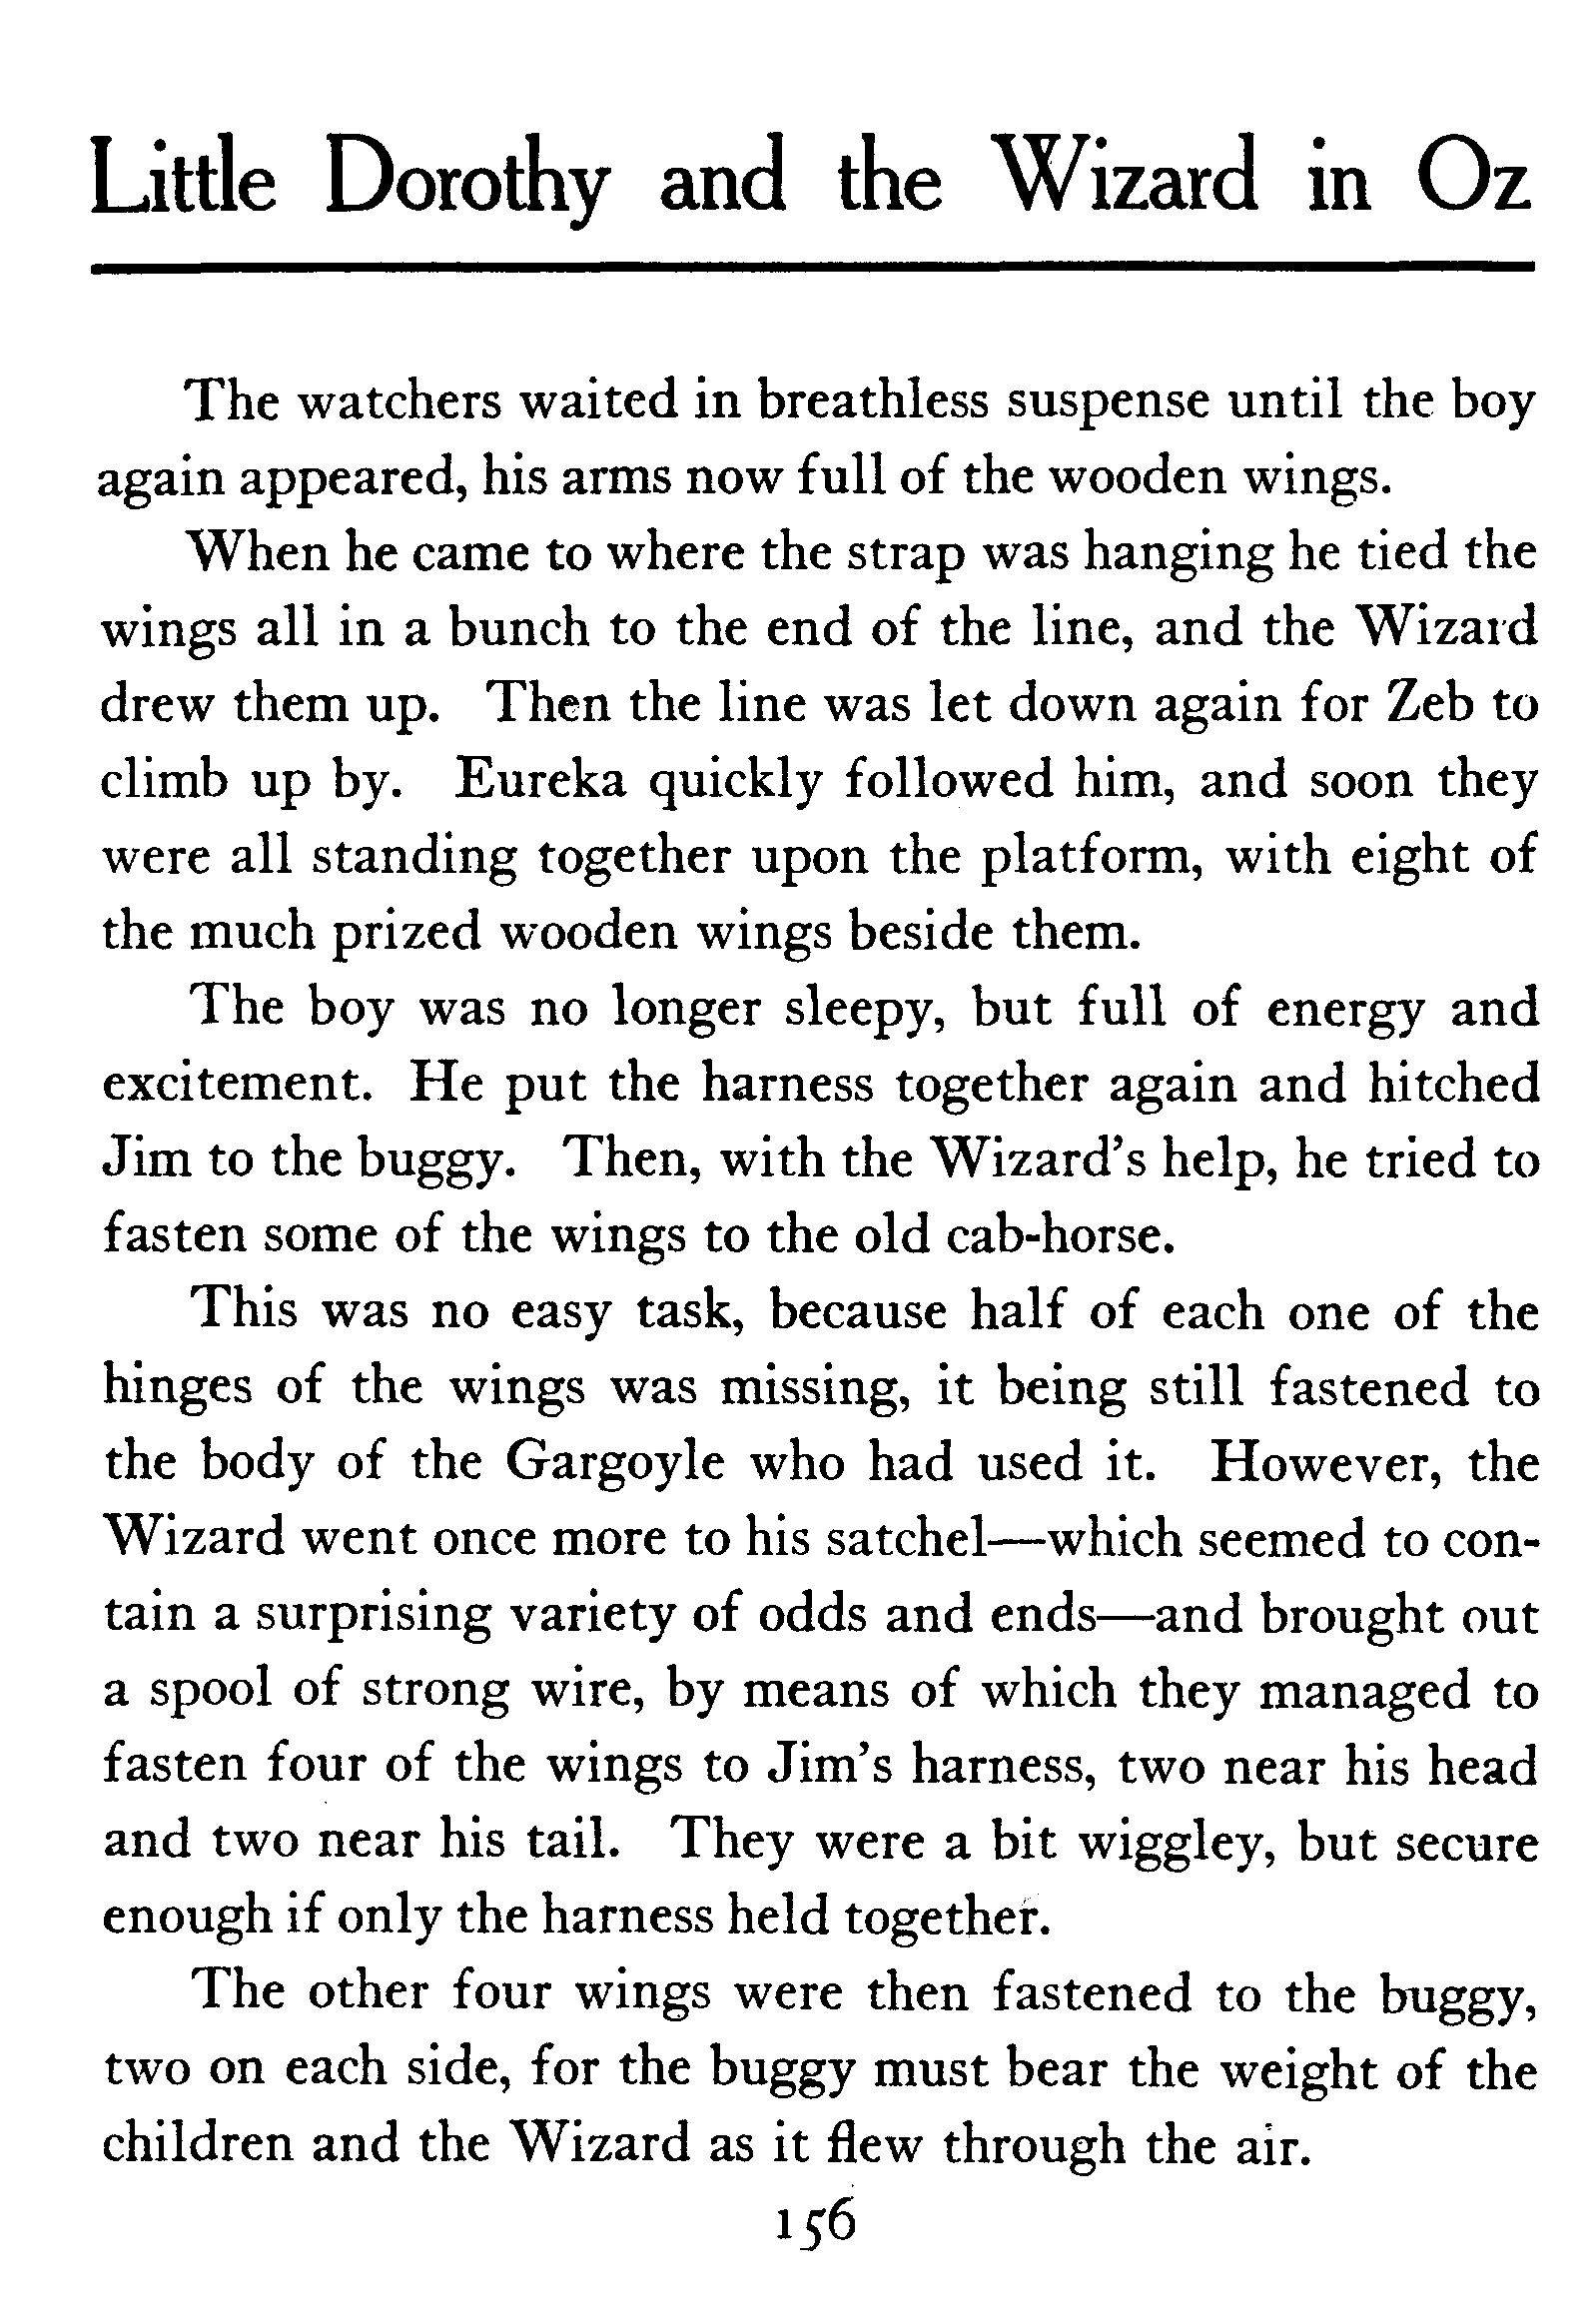 Little Dorothy and the Wizard in Oz
The watchers waited in breathless suspense until the boy
again appeared, his arms now full of the wooden wings.
When he came to where the strap was hanging he tied the
wings all in a bunch to the end of the line, and the Wizard
drew them up. Then the line was let down again for Zeb to
climb up by. Eureka quickly followed him, and soon they
were all standing together upon the platform, with eight of
the much prized wooden wings beside them.
The boy was no longer sleepy, but full of energy and
excitement. He put the harness together again and hitched
Jim to the buggy. Then, with the Wizard's help, he tried to
fasten some of the wings to the old cab-horse.
This was no easy task, because half of each one of the
hinges of the wings was missing, it being still fastened to
the body of the Gargoyle who had used it. However, the
Wizard went once more to his satchel—which seemed to con-
tain a surprising variety of odds and ends—and brought out
a spool of strong wire, by means of which they managed to
fasten four of the wings to Jim's harness, two near his head
and two near his tail. They were a bit wiggley, but secure
enough if only the harness held together.
The other four wings were then fastened to the buggy,
two on each side, for the buggy must bear the weight of the
children and the Wizard as it flew through the air.
156